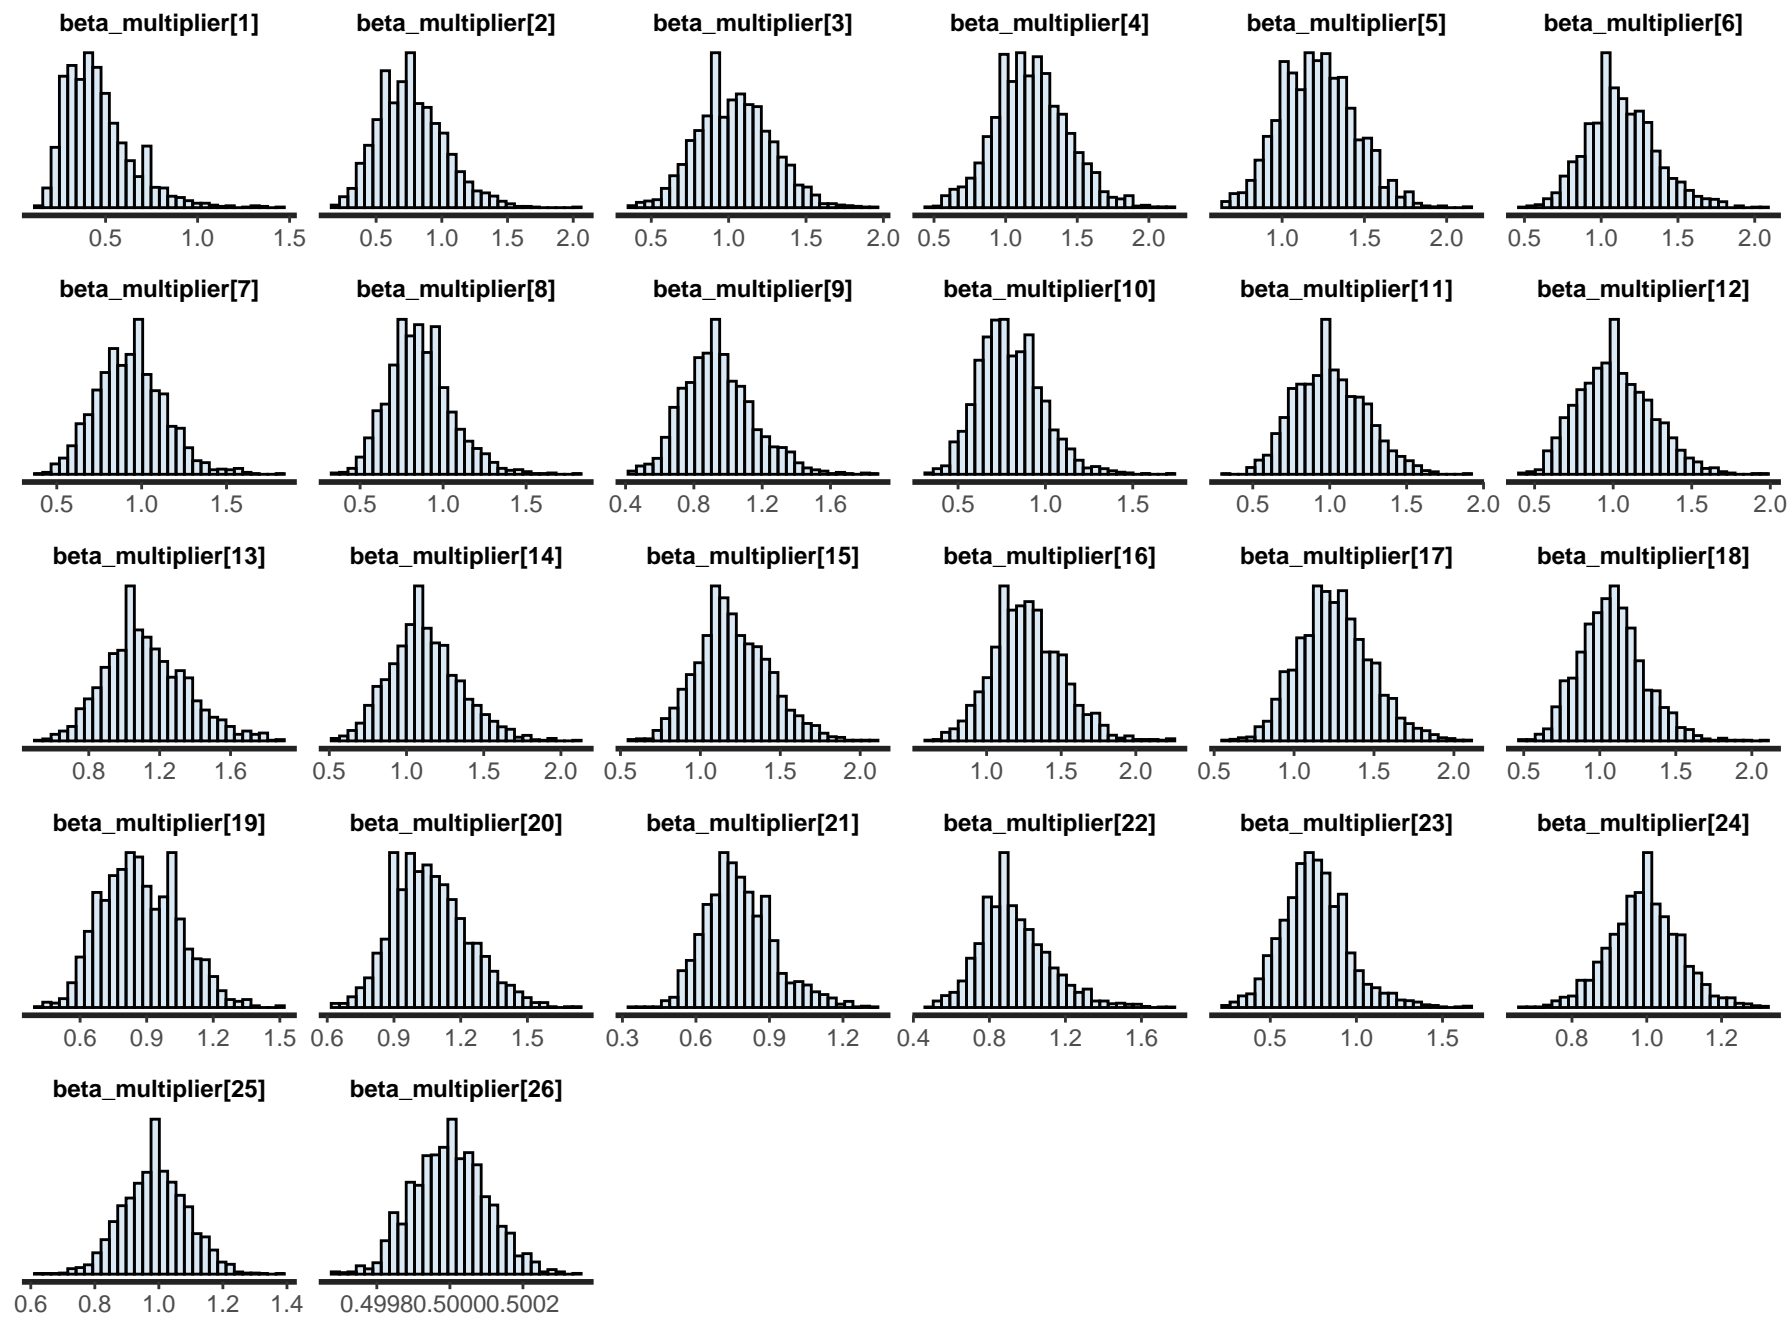 beta_multiplier[1] beta_multiplier[2] beta_multiplier[3] beta_multiplier[4] beta_multiplier[5] beta_multiplier[6]
0.5 1.0 1.5 0.5 1.0 1.5 2.0 0.5 1.0 1.5 2.0 0.5 1.0 1.5 2.0 1.0 1.5 2.0 0.5 1.0 1.5 2.0
beta_multiplier[7] beta_multiplier[8] beta_multiplier[9] beta_multiplier[10] beta_multiplier[11] beta_multiplier[12]
0.5 1.0 1.5 0.5 1.0 1.5 0.4 0.8 1.2 1.6 0.5 1.0 1.5 0.5 1.0 1.5 2.0 0.5 1.0 1.5 2.0
beta_multiplier[13] beta_multiplier[14] beta_multiplier[15] beta_multiplier[16] beta_multiplier[17] beta_multiplier[18]
0.8 1.2 1.6 0.5 1.0 1.5 2.0 0.5 1.0 1.5 2.0 1.0 1.5 2.0 0.5 1.0 1.5 2.0 0.5 1.0 1.5 2.0
beta_multiplier[19] beta_multiplier[20] beta_multiplier[21] beta_multiplier[22] beta_multiplier[23] beta_multiplier[24]
0.6 0.9 1.2 1.5 0.6 0.9 1.2 1.5 0.3 0.6 0.9 1.2 0.4 0.8 1.2 1.6 0.5 1.0 1.5 0.8 1.0 1.2
beta_multiplier[25] beta_multiplier[26]
0.6 0.8 1.0 1.2 1.4 0.4998 0.5000 0.5002